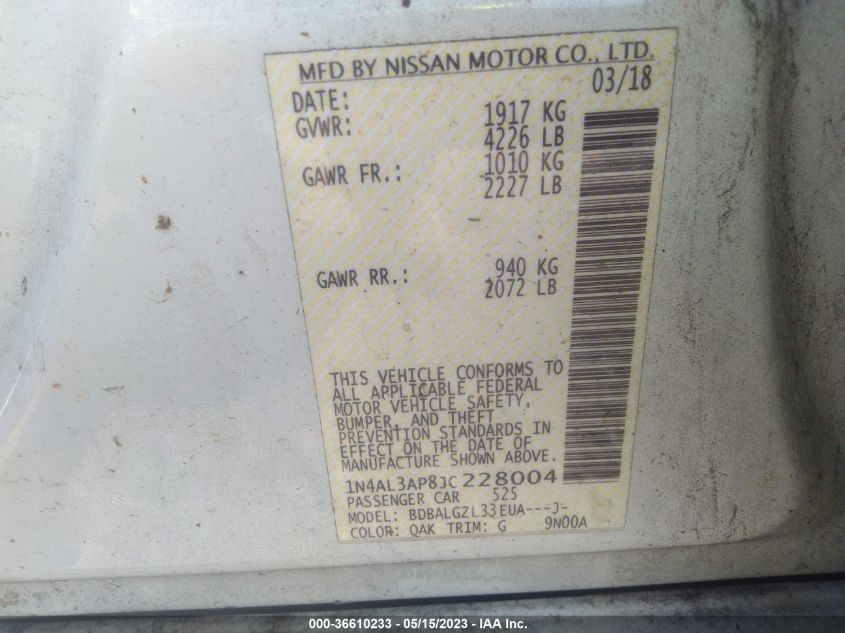 MFD BY NISSAN MOTOR CO., LTD.
DATE: 03/18
GVWR: 1917 KG
4226 LB
GAWR FR.: 1010 KG
2227 LB
GAWR RR.: 940 KG
2072 LB
THIS VEHICLE CONFORMS TO
ALL APPLICABLE FEDERAL
MOTOR VEHICLE SAFETY,
BUMPER, AND THEFT
PREVENTION STANDARDS IN
EFFECT ON THE DATE OF
MANUFACTURE SHOWN ABOVE.
1N4AL3AP8JC228004
PASSENGER CAR 525
MODEL: BDBALGZL33EUA---J-
COLOR: QAK TRIM: G 9N00A
000-36610233 - 05/15/2023 - IAA Inc.